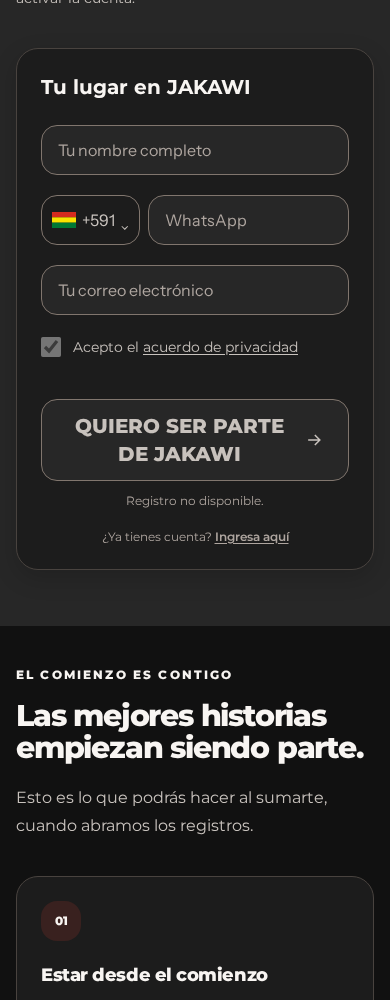 activar la cuenta.
Tu lugar en JAKAWI
Tu nombre completo
+591
WhatsApp
Tu correo electrónico
Acepto el acuerdo de privacidad
QUIERO SER PARTE
DE JAKAWI
Registro no disponible.
¿Ya tienes cuenta? Ingresa aquí
EL COMIENZO ES CONTIGO
Las mejores historias
empiezan siendo parte.
Esto es lo que podrás hacer al sumarte,
cuando abramos los registros.
01
Estar desde el comienzo